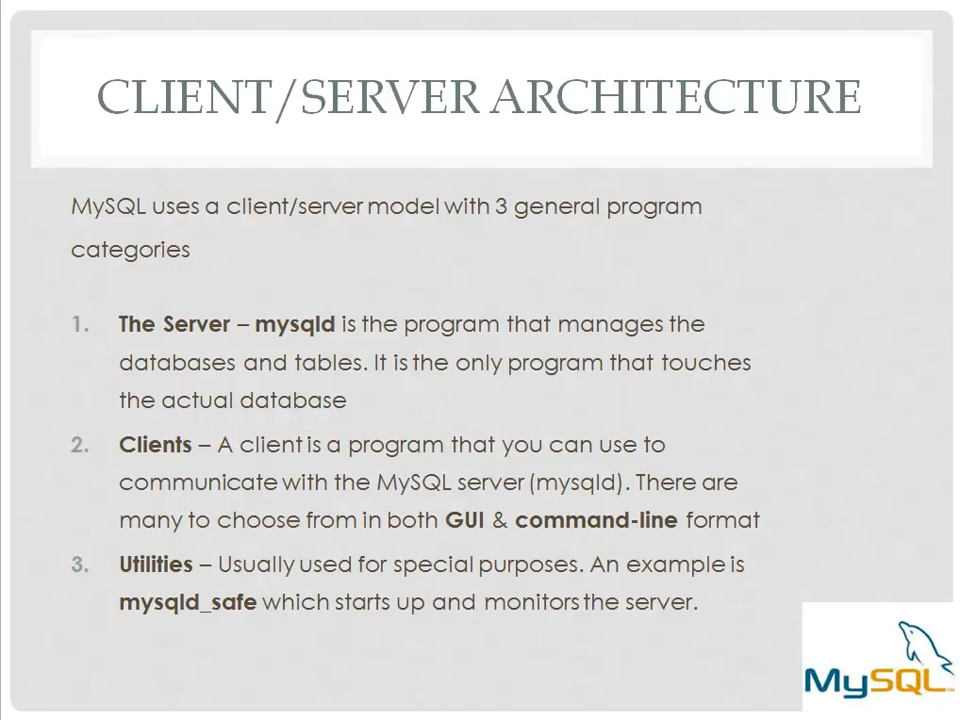 CLIENT/SERVER ARCHITECTURE
MySQL uses a client/server model with 3 general program
categories
1. The Server – mysqld is the program that manages the
databases and tables. It is the only program that touches
the actual database
2. Clients – A client is a program that you can use to
communicate with the MySQL server (mysqld). There are
many to choose from in both GUI & command-line format
3. Utilities – Usually used for special purposes. An example is
mysqld_safe which starts up and monitors the server.
MySQL™